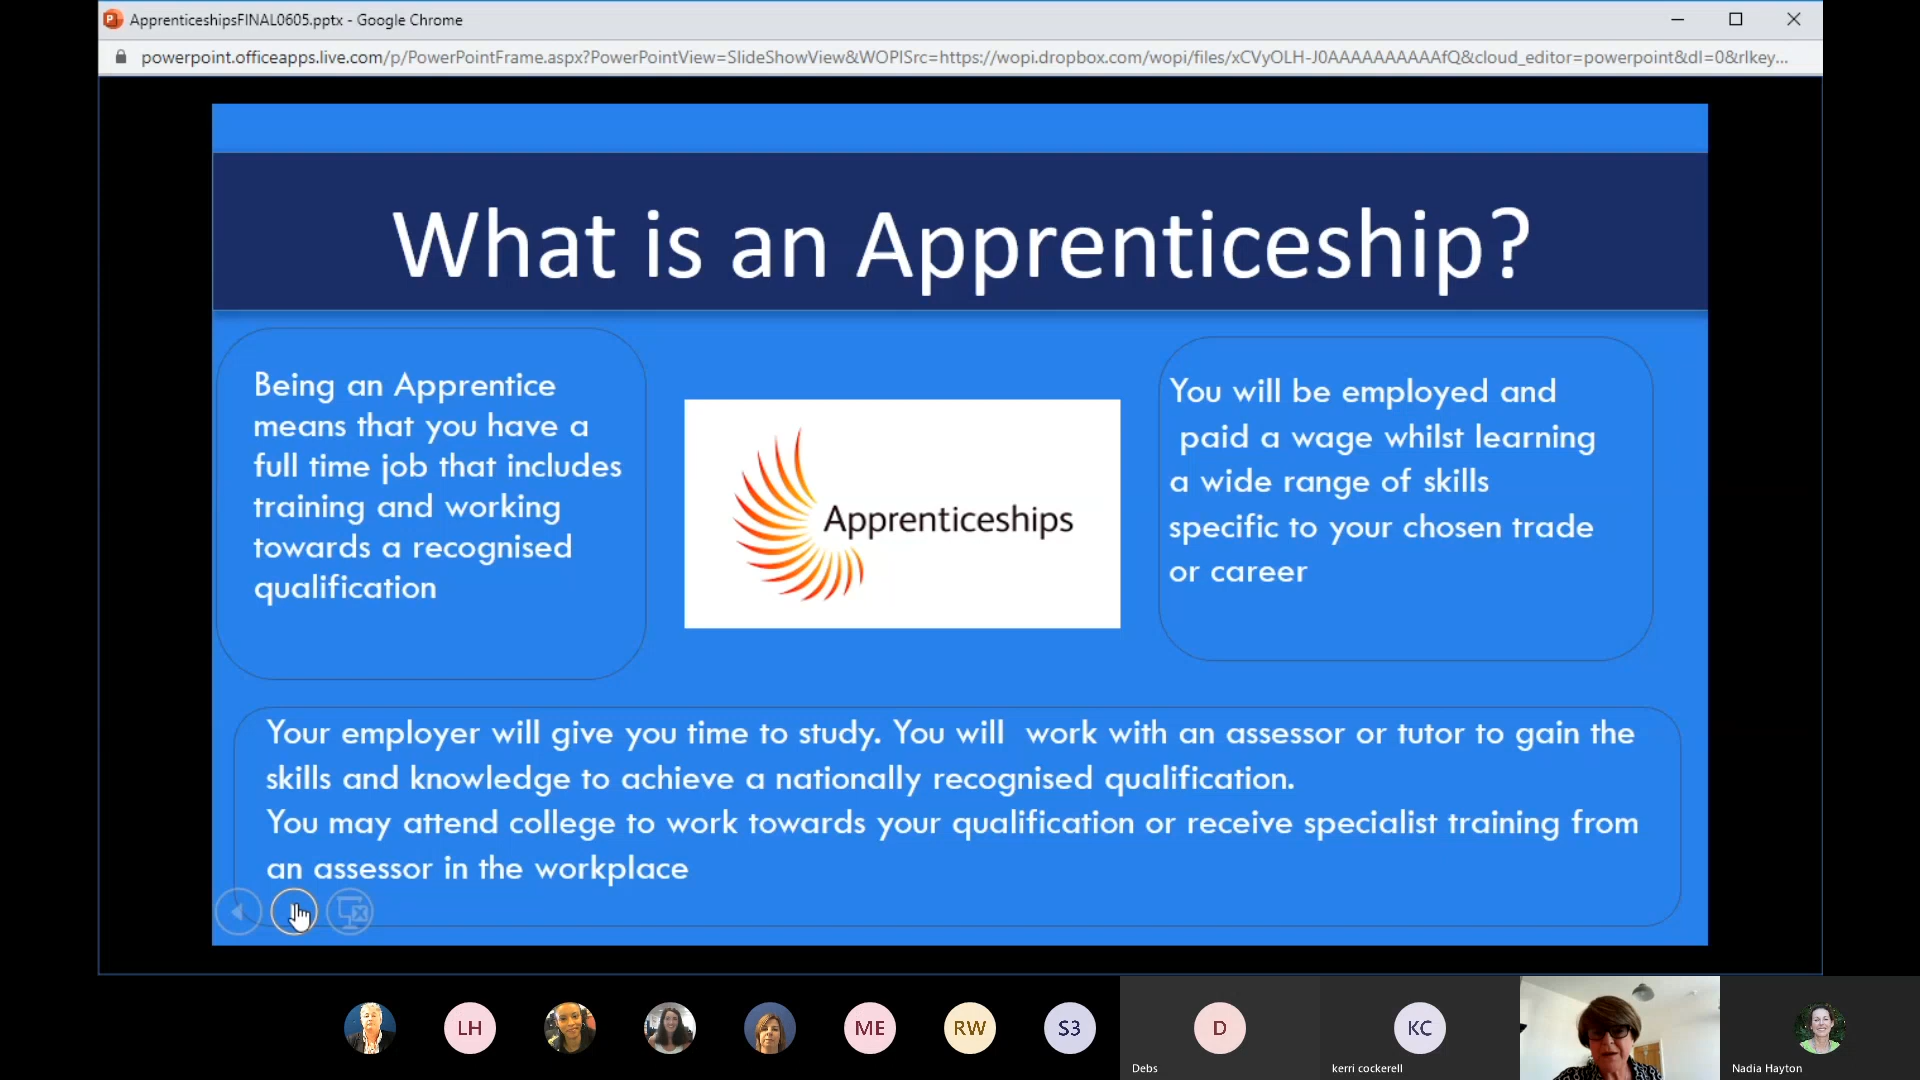 ApprenticeshipsFINAL0605.pptx - Google Chrome
powerpoint.officeapps.live.com/p/PowerPointFrame.aspx?PowerPointView=SlideShowView&WOPISrc=https://wopi.dropbox.com/wopi/files/xCVyOLH-J0AAAAAAAAAAfQ&cloud_editor=powerpoint&dl=0&rlkey...
What is an Apprenticeship?
Being an Apprentice
means that you have a
full time job that includes
training and working
towards a recognised
qualification
Apprenticeships
You will be employed and
paid a wage whilst learning
a wide range of skills
specific to your chosen trade
or career
Your employer will give you time to study. You will work with an assessor or tutor to gain the
skills and knowledge to achieve a nationally recognised qualification.
You may attend college to work towards your qualification or receive specialist training from
an assessor in the workplace
LH
ME
RW
S3
D
KC
Debs
kerri cockerell
Nadia Hayton